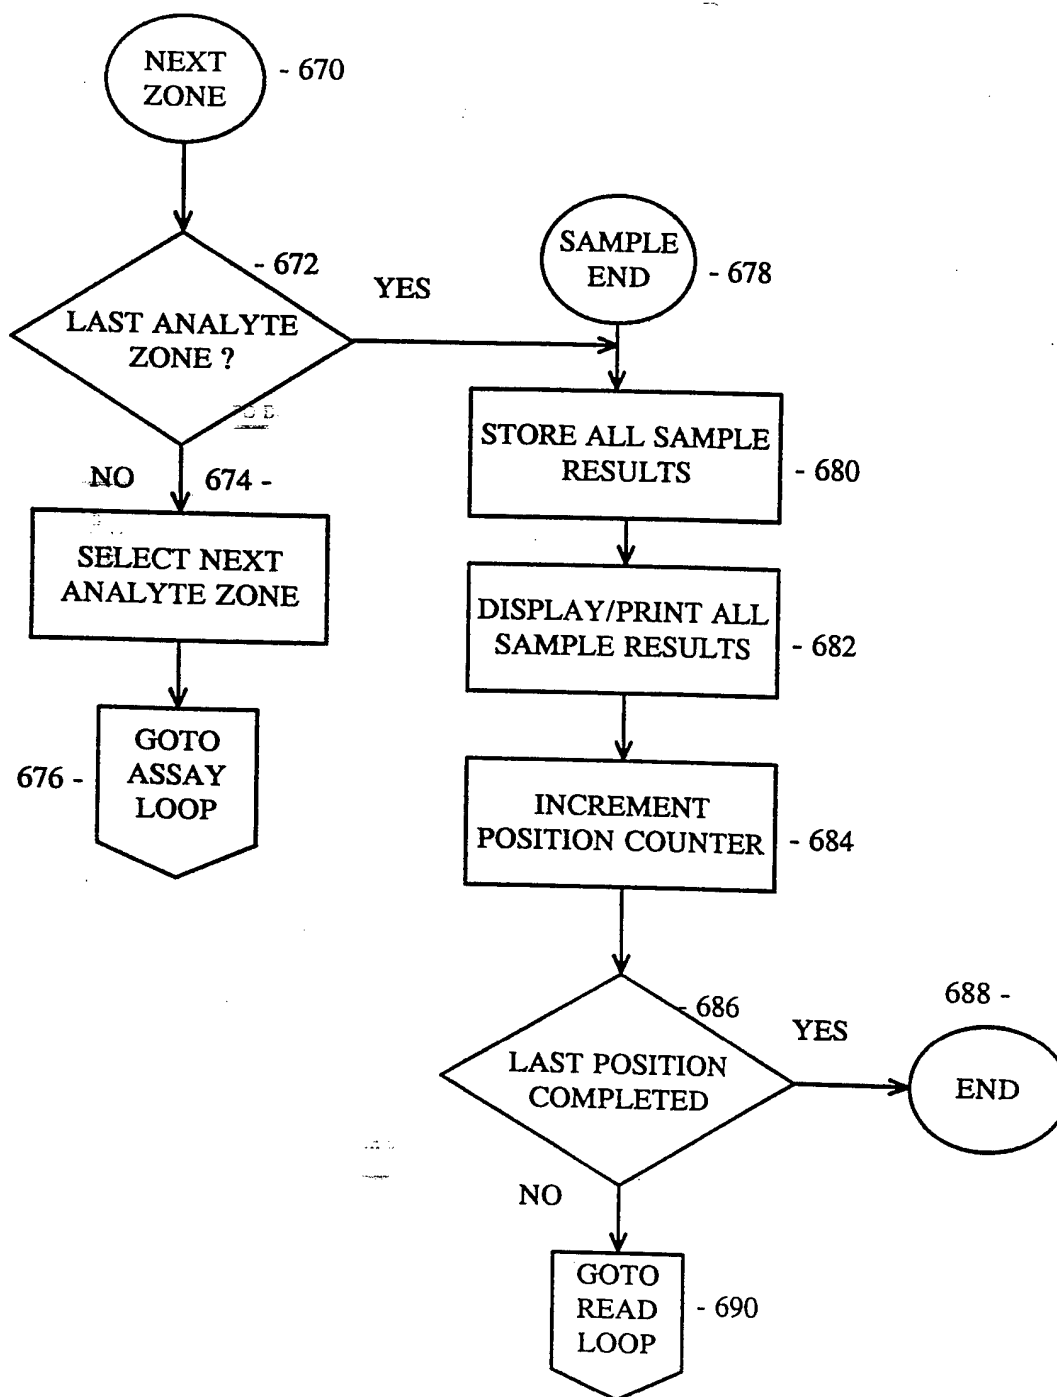 NEXT
ZONE
- 670
- 672
LAST ANALYTE
ZONE ?
YES
NO
674 -
SELECT NEXT
ANALYTE ZONE
676 -
GOTO
ASSAY
LOOP
SAMPLE
END
- 678
STORE ALL SAMPLE
RESULTS
- 680
DISPLAY/PRINT ALL
SAMPLE RESULTS
- 682
INCREMENT
POSITION COUNTER
- 684
- 686
LAST POSITION
COMPLETED
YES
688 -
END
NO
GOTO
READ
LOOP
- 690